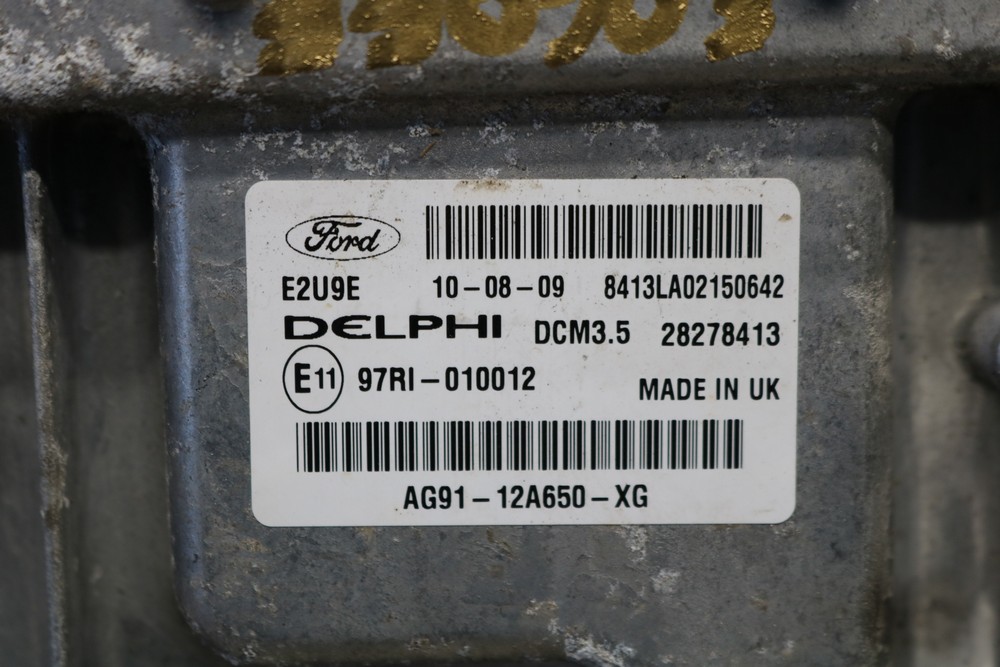 Ford
E2U9E 10-08-09 8413LA02150642
DELPHI DCM3.5 28278413
E11 97RI-010012 MADE IN UK
AG91-12A650-XG